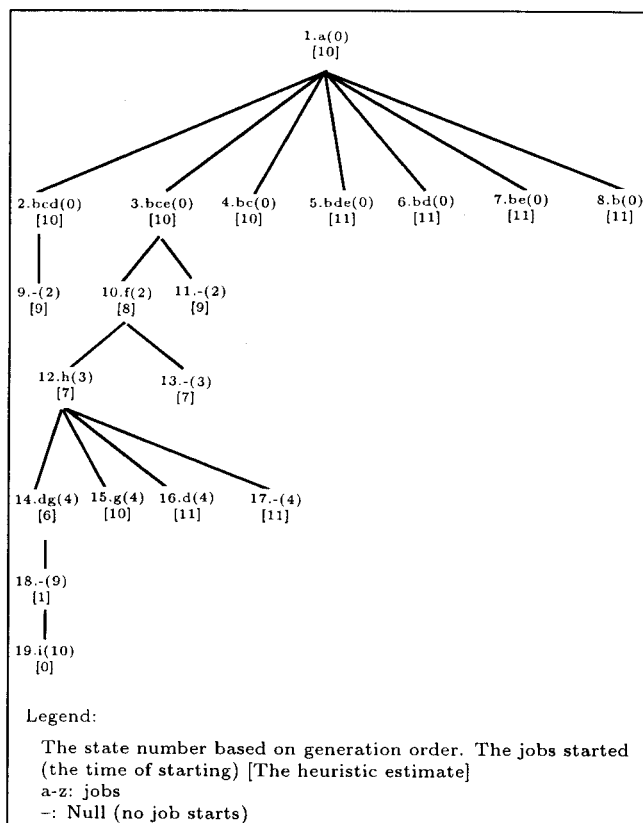 1.a(0)
[10]
2.bcd(0) 3.bce(0) 4.bc(0) 5.bde(0) 6.bd(0) 7.be(0) 8.b(0)
[10] [10] [10] [11] [11] [11] [11]
9.-(2) 10.f(2) 11.-(2)
[9] [8] [9]
12.h(3) 13.-(3)
[7] [7]
14.dg(4) 15.g(4) 16.d(4) 17.-(4)
[6] [10] [11] [11]
18.-(9)
[1]
19.i(10)
[0]
Legend:
The state number based on generation order. The jobs started
(the time of starting) [The heuristic estimate]
a-z: jobs
–: Null (no job starts)